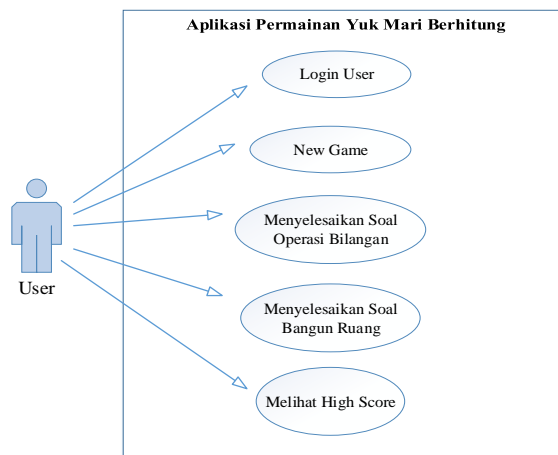 Aplikasi Permainan Yuk Mari Berhitung
Login User
New Game
Menyelesaikan Soal
Operasi Bilangan
User
Menyelesaikan Soal
Bangun Ruang
Melihat High Score